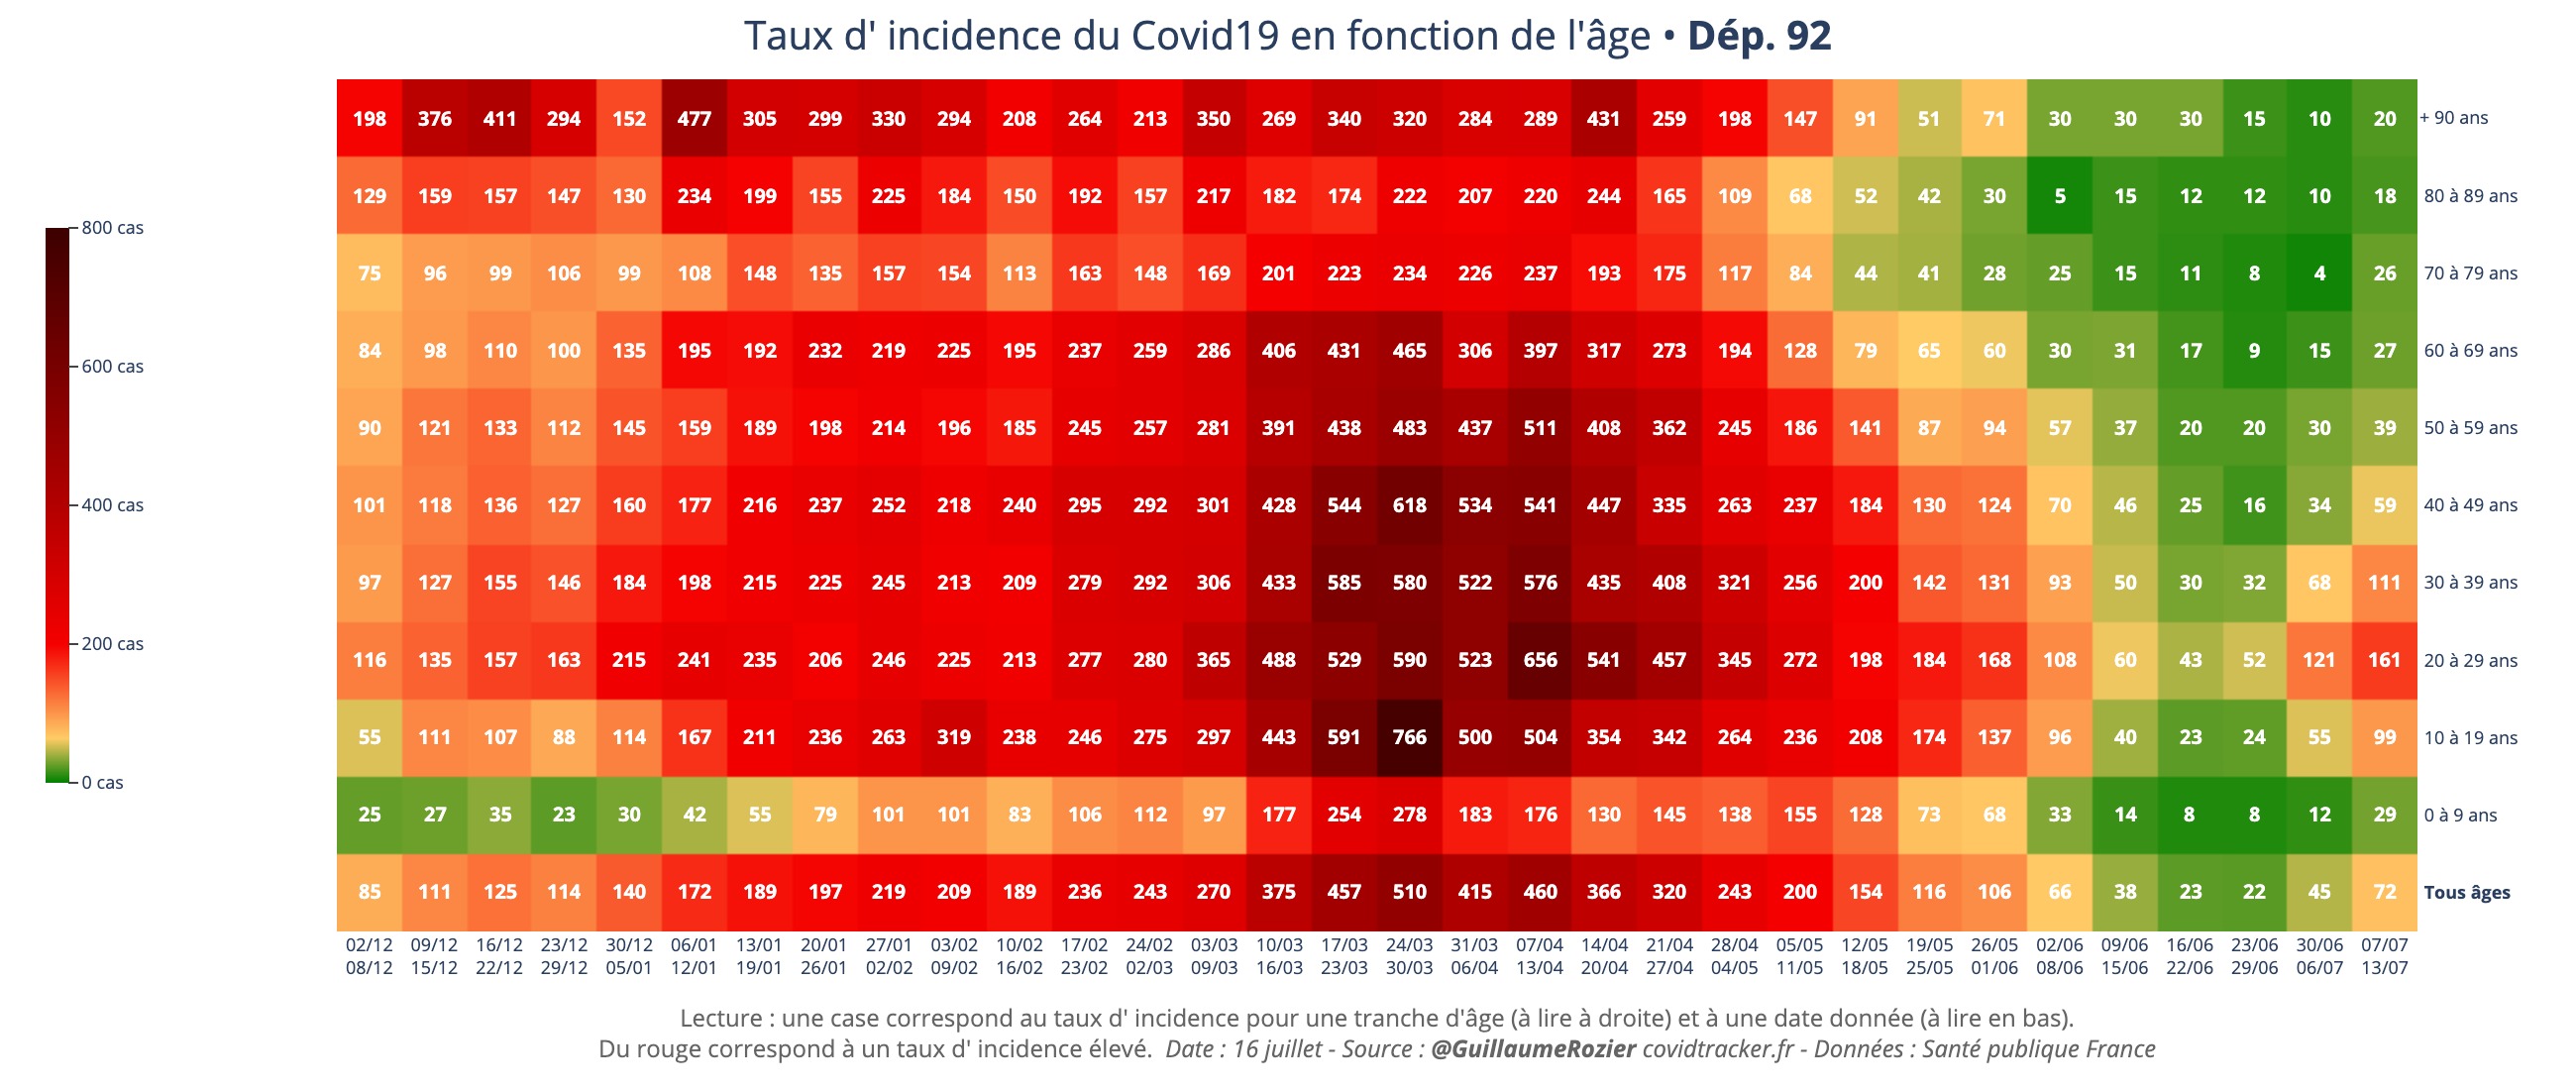 Taux d' incidence du Covid19 en fonction de l'âge • Dép. 92
198 376 411 294 152 477 305 299 330 294 208 264 213 350 269 340 320 284 289 431 259 198 147 91 51 71 30 30 30 15 10 20 + 90 ans
129 159 157 147 130 234 199 155 225 184 150 192 157 217 182 174 222 207 220 244 165 109 68 52 42 30 5 15 12 12 10 18 80 à 89 ans
800 cas
75 96 99 106 99 108 148 135 157 154 113 163 148 169 201 223 234 226 237 193 175 117 84 44 41 28 25 15 11 8 4 26 70 à 79 ans
84 98 110 100 135 195 192 232 219 225 195 237 259 286 406 431 465 306 397 317 273 194 128 79 65 60 30 31 17 9 15 27 60 à 69 ans
600 cas
90 121 133 112 145 159 189 198 214 196 185 245 257 281 391 438 483 437 511 408 362 245 186 141 87 94 57 37 20 20 30 39 50 à 59 ans
400 cas
101 118 136 127 160 177 216 237 252 218 240 295 292 301 428 544 618 534 541 447 335 263 237 184 130 124 70 46 25 16 34 59 40 à 49 ans
97 127 155 146 184 198 215 225 245 213 209 279 292 306 433 585 580 522 576 435 408 321 256 200 142 131 93 50 30 32 68 111 30 à 39 ans
200 cas
116 135 157 163 215 241 235 206 246 225 213 277 280 365 488 529 590 523 656 541 457 345 272 198 184 168 108 60 43 52 121 161 20 à 29 ans
55 111 107 88 114 167 211 236 263 319 238 246 275 297 443 591 766 500 504 354 342 264 236 208 174 137 96 40 23 24 55 99 10 à 19 ans
0 cas
25 27 35 23 30 42 55 79 101 101 83 106 112 97 177 254 278 183 176 130 145 138 155 128 73 68 33 14 8 8 12 29 0 à 9 ans
85 111 125 114 140 172 189 197 219 209 189 236 243 270 375 457 510 415 460 366 320 243 200 154 116 106 66 38 23 22 45 72 Tous âges
02/12 09/12 16/12 23/12 30/12 06/01 13/01 20/01 27/01 03/02 10/02 17/02 24/02 03/03 10/03 17/03 24/03 31/03 07/04 14/04 21/04 28/04 05/05 12/05 19/05 26/05 02/06 09/06 16/06 23/06 30/06 07/07
08/12 15/12 22/12 29/12 05/01 12/01 19/01 26/01 02/02 09/02 16/02 23/02 02/03 09/03 16/03 23/03 30/03 06/04 13/04 20/04 27/04 04/05 11/05 18/05 25/05 01/06 08/06 15/06 22/06 29/06 06/07 13/07
Lecture : une case correspond au taux d' incidence pour une tranche d'âge (à lire à droite) et à une date donnée (à lire en bas).
Du rouge correspond à un taux d' incidence élevé. Date : 16 juillet - Source : @GuillaumeRozier covidtracker.fr - Données : Santé publique France